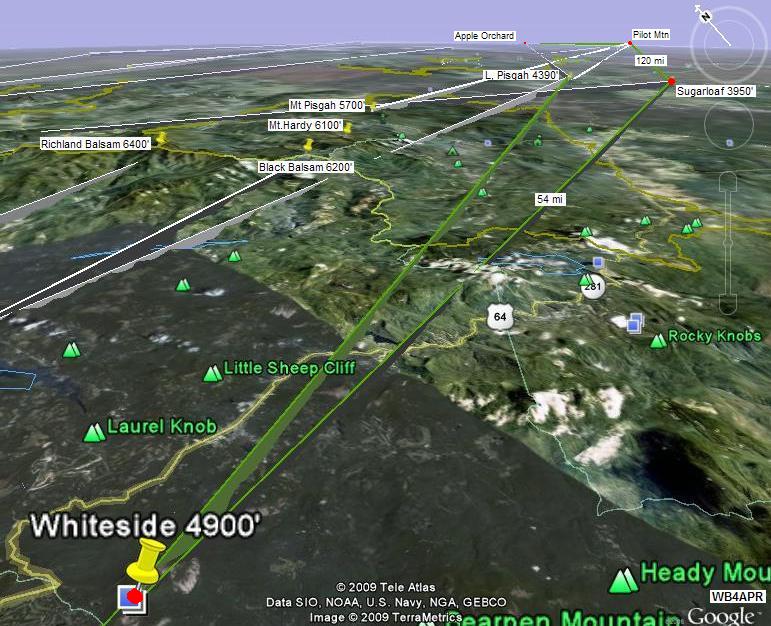 N
Apple Orchard
Pilot Mtn
120 mi
L. Pisgah 4390'
Sugarloaf 3950'
Mt Pisgah 5700'
Mt.Hardy 6100'
Richland Balsam 6400'
Black Balsam 6200'
54 mi
281
64
Rocky Knobs
Little Sheep Cliff
Laurel Knob
Whiteside 4900'
Heady Mou
© 2009 Tele Atlas
WB4APR
Data SIO, NOAA, U.S. Navy, NGA, GEBCO
Image © 2009 TerraMetrics
earpen Mountain
Google